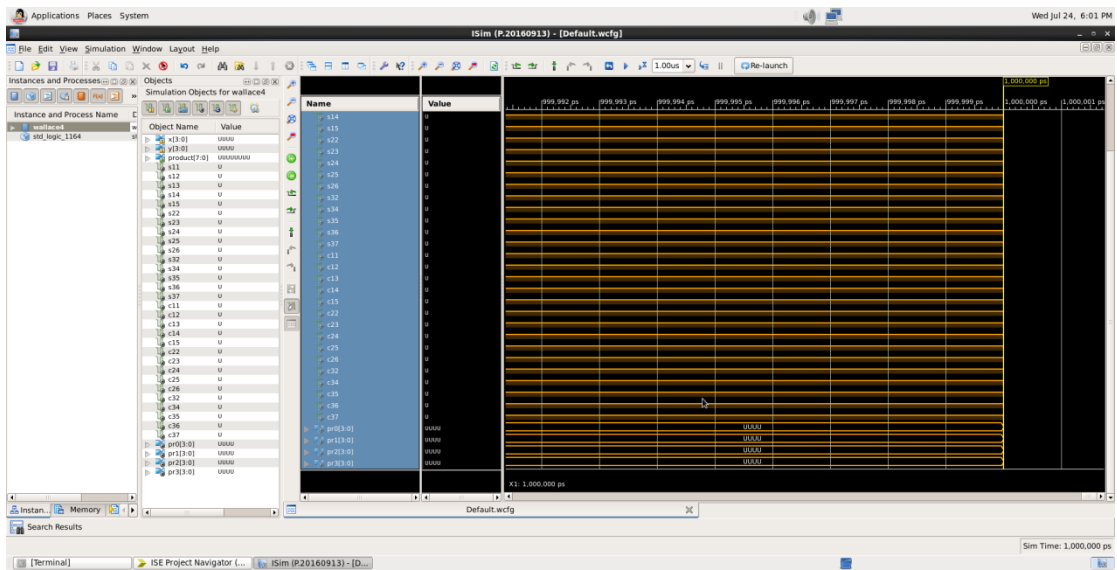 Applications Places System Wed Jul 24, 6:01 PM
ISim (P.20160913) - [Default.wcfg]
File Edit View Simulation Window Layout Help
1.00us Re-launch
Instances and Processes
Instance and Process Name
wallace4
std_logic_1164
Objects
Simulation Objects for wallace4
Object Name Value
x[3:0] UUUU
y[3:0] UUUU
product[7:0] UUUUUUUU
s11 U
s12 U
s13 U
s14 U
s15 U
s22 U
s23 U
s24 U
s25 U
s26 U
s32 U
s34 U
s35 U
s36 U
s37 U
c11 U
c12 U
c13 U
c14 U
c15 U
c22 U
c23 U
c24 U
c25 U
c26 U
c32 U
c34 U
c35 U
c36 U
c37 U
pr0[3:0] UUUU
pr1[3:0] UUUU
pr2[3:0] UUUU
pr3[3:0] UUUU
1,000,000 ps
Name Value 999,992 ps 999,993 ps 999,994 ps 999,995 ps 999,996 ps 999,997 ps 999,998 ps 999,999 ps 1,000,000 ps 1,000,001 ps
s14 U
s15 U
s22 U
s23 U
s24 U
s25 U
s26 U
s32 U
s34 U
s35 U
s36 U
s37 U
c11 U
c12 U
c13 U
c14 U
c15 U
c22 U
c23 U
c24 U
c25 U
c26 U
c32 U
c34 U
c35 U
c36 U
c37 U
pr0[3:0] UUUU UUUU
pr1[3:0] UUUU UUUU
pr2[3:0] UUUU UUUU
pr3[3:0] UUUU UUUU
X1: 1,000,000 ps
Instan... Memory
Default.wcfg
Search Results
Sim Time: 1,000,000 ps
[Terminal] ISE Project Navigator (... ISim (P.20160913) - [D...